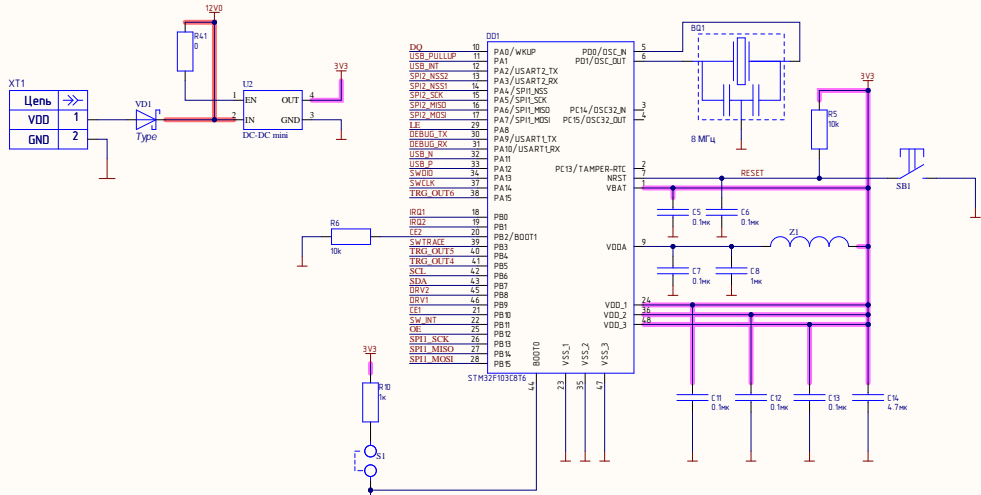 12V0
R41
0
XT1
Цепь
VDD 1
GND 2
VD1
Type
U2
1 EN OUT 4
2 IN GND 3
DC-DC mini
3V3
DD1
DQ 10 PA0/WKUP
USB_PULLUP 11 PA1
USB_INT 12 PA2/USART2_TX
SPI2_NSS2 13 PA3/USART2_RX
SPI2_NSS1 14 PA4/SPI1_NSS
SPI2_SCK 15 PA5/SPI1_SCK
SPI2_MISO 16 PA6/SPI1_MISO
SPI2_MOSI 17 PA7/SPI1_MOSI
LE 29 PA8
DEBUG_TX 30 PA9/USART1_TX
DEBUG_RX 31 PA10/USART1_RX
USB_N 32 PA11
USB_P 33 PA12
SWDIO 34 PA13
SWCLK 37 PA14
TRG_OUT6 38 PA15
IRQ1 18 PB0
IRQ2 19 PB1
CE2 20 PB2/BOOT1
SWTRACE 39 PB3
TRG_OUT5 40 PB4
TRG_OUT4 41 PB5
SCL 42 PB6
SDA 43 PB7
DRV2 45 PB8
DRV1 46 PB9
CE1 21 PB10
SW_INT 22 PB11
OE 25 PB12
SPI1_SCK 26 PB13
SPI1_MISO 27 PB14
SPI1_MOSI 28 PB15
PD0/OSC_IN 5
PD1/OSC_OUT 6
PC14/OSC32_IN 3
PC15/OSC32_OUT 4
PC13/TAMPER-RTC 2
NRST 7
VBAT 1
VDDA 9
VDD_1 24
VDD_2 36
VDD_3 48
BOOT0 44
VSS_1 23
VSS_2 35
VSS_3 47
STM32F103C8T6
BQ1
8 МГц
3V3
R5
10k
RESET
SB1
C5
0.1мк
C6
0.1мк
Z1
C7
0.1мк
C8
1мк
R6
10k
3V3
R10
1к
S1
C11
0.1мк
C12
0.1мк
C13
0.1мк
C14
4.7мк